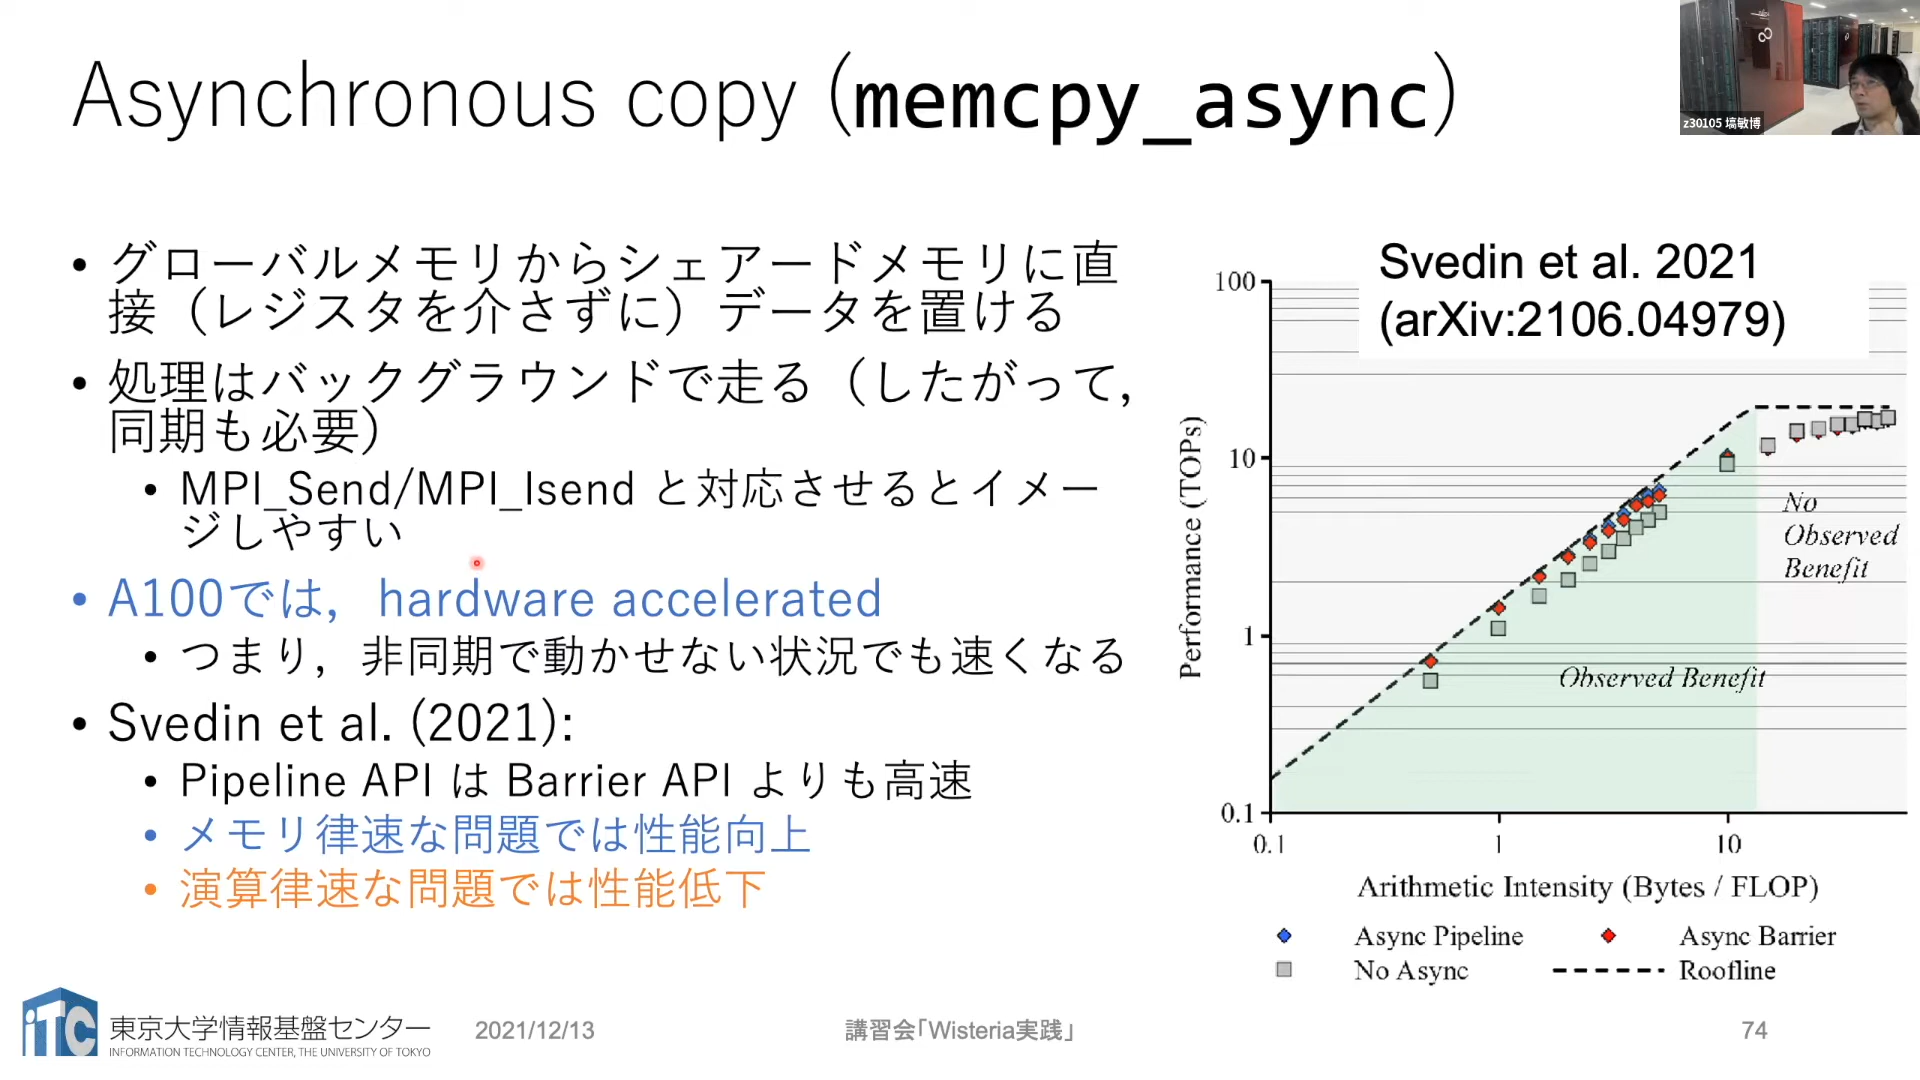 Asynchronous copy (memcpy_async)
z30105 塙敏博
• グローバルメモリからシェアードメモリに直
接（レジスタを介さずに）データを置ける
• 処理はバックグラウンドで走る（したがって,
同期も必要）
• MPI_Send/MPI_Isend と対応させるとイメー
ジしやすい
• A100では, hardware accelerated
• つまり, 非同期で動かせない状況でも速くなる
• Svedin et al. (2021):
• Pipeline API は Barrier API よりも高速
• メモリ律速な問題では性能向上
• 演算律速な問題では性能低下
Svedin et al. 2021
(arXiv:2106.04979)
100
10
1
0.1
Performance (TOPs)
No
Observed
Benefit
Observed Benefit
0.1 1 10
Arithmetic Intensity (Bytes / FLOP)
Async Pipeline Async Barrier
No Async Roofline
iTC 東京大学情報基盤センター
INFORMATION TECHNOLOGY CENTER, THE UNIVERSITY OF TOKYO
2021/12/13
講習会「Wisteria実践」
74